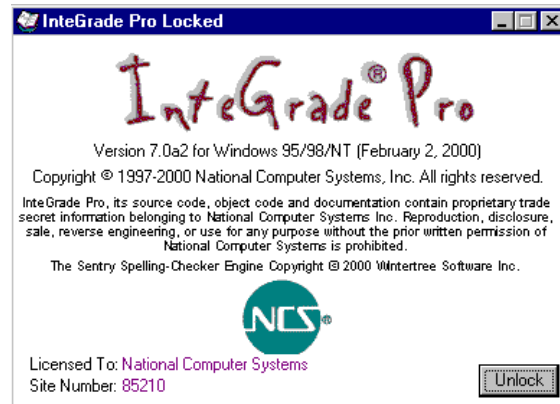 InteGrade Pro Locked
InteGrade® Pro
Version 7.0a2 for Windows 95/98/NT (February 2, 2000)
Copyright © 1997-2000 National Computer Systems, Inc. All rights reserved.
InteGrade Pro, its source code, object code and documentation contain proprietary trade
secret information belonging to National Computer Systems Inc. Reproduction, disclosure,
sale, reverse engineering, or use for any purpose without the prior written permission of
National Computer Systems is prohibited.
The Sentry Spelling-Checker Engine Copyright © 2000 Wintertree Software Inc.
NCS®
Licensed To: National Computer Systems
Site Number: 85210
Unlock